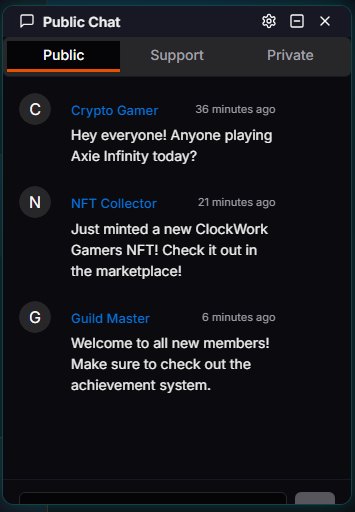 Public Chat
Public Support Private
C
Crypto Gamer 36 minutes ago
Hey everyone! Anyone playing
Axie Infinity today?
N
NFT Collector 21 minutes ago
Just minted a new ClockWork
Gamers NFT! Check it out in
the marketplace!
G
Guild Master 6 minutes ago
Welcome to all new members!
Make sure to check out the
achievement system.